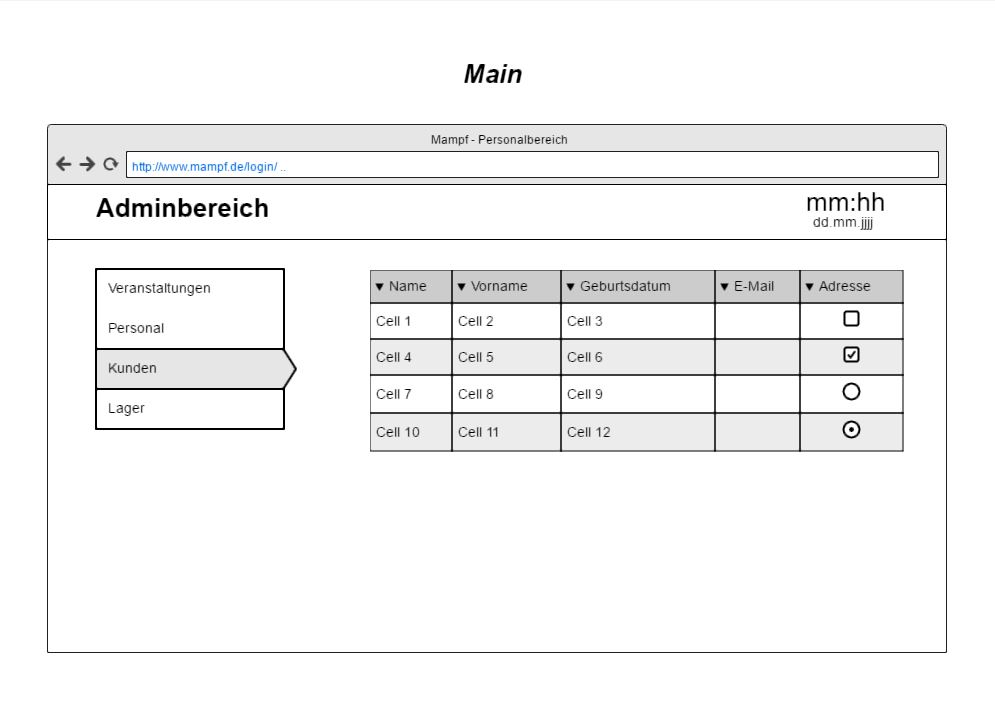 Main
Mampf - Personalbereich
http://www.mampf.de/login/ ..
Adminbereich
mm:hh
dd.mm.jjjj
Veranstaltungen
Personal
Kunden
Lager
▼ Name ▼ Vorname ▼ Geburtsdatum ▼ E-Mail ▼ Adresse
Cell 1 Cell 2 Cell 3
Cell 4 Cell 5 Cell 6
Cell 7 Cell 8 Cell 9
Cell 10 Cell 11 Cell 12